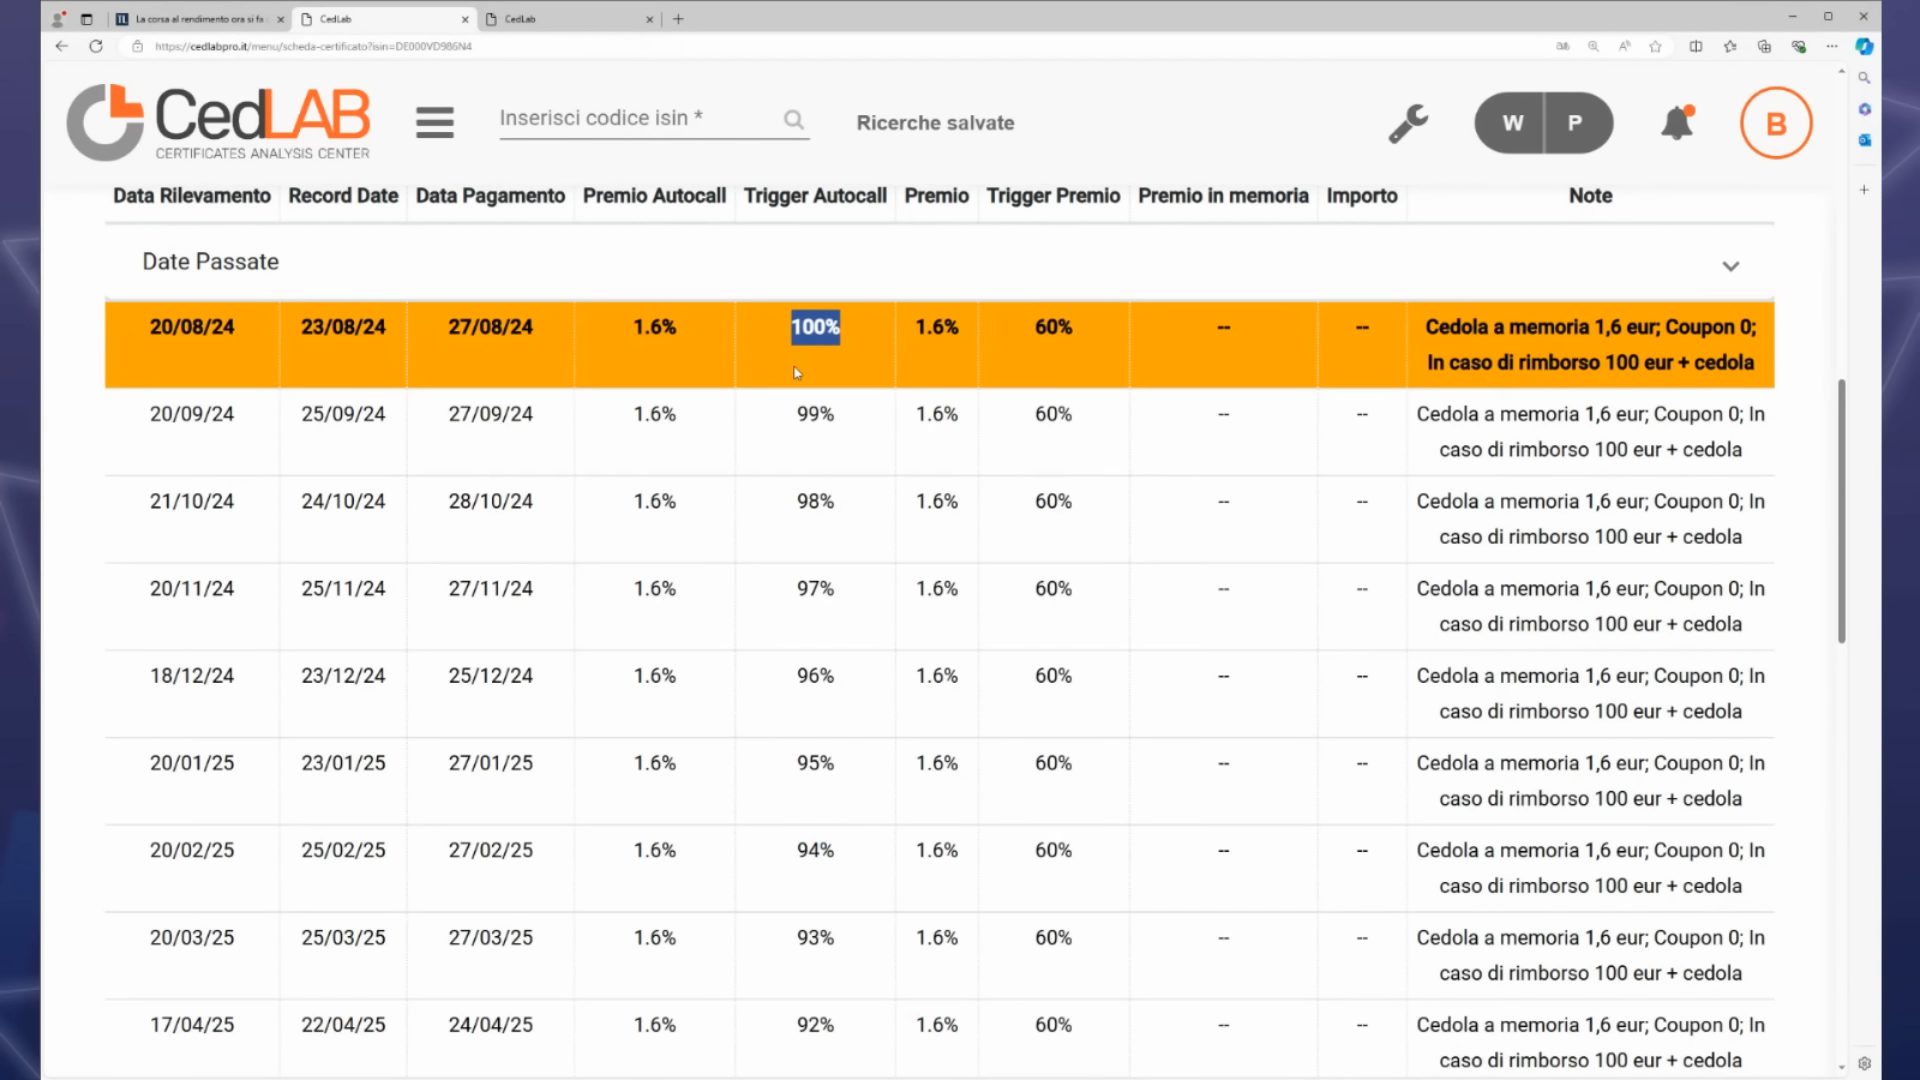 La corsa al rendimento ora si fa
CedLab
CedLab
https://cedlabpro.it/menu/scheda-certificato?isin=DE000VD986N4
CedLAB
CERTIFICATES ANALYSIS CENTER
Inserisci codice isin *
Ricerche salvate
W P
B
Data Rilevamento Record Date Data Pagamento Premio Autocall Trigger Autocall Premio Trigger Premio Premio in memoria Importo Note
Date Passate
20/08/24 23/08/24 27/08/24 1.6% 100% 1.6% 60% -- -- Cedola a memoria 1,6 eur; Coupon 0;
In caso di rimborso 100 eur + cedola
20/09/24 25/09/24 27/09/24 1.6% 99% 1.6% 60% -- -- Cedola a memoria 1,6 eur; Coupon 0; In
caso di rimborso 100 eur + cedola
21/10/24 24/10/24 28/10/24 1.6% 98% 1.6% 60% -- -- Cedola a memoria 1,6 eur; Coupon 0; In
caso di rimborso 100 eur + cedola
20/11/24 25/11/24 27/11/24 1.6% 97% 1.6% 60% -- -- Cedola a memoria 1,6 eur; Coupon 0; In
caso di rimborso 100 eur + cedola
18/12/24 23/12/24 25/12/24 1.6% 96% 1.6% 60% -- -- Cedola a memoria 1,6 eur; Coupon 0; In
caso di rimborso 100 eur + cedola
20/01/25 23/01/25 27/01/25 1.6% 95% 1.6% 60% -- -- Cedola a memoria 1,6 eur; Coupon 0; In
caso di rimborso 100 eur + cedola
20/02/25 25/02/25 27/02/25 1.6% 94% 1.6% 60% -- -- Cedola a memoria 1,6 eur; Coupon 0; In
caso di rimborso 100 eur + cedola
20/03/25 25/03/25 27/03/25 1.6% 93% 1.6% 60% -- -- Cedola a memoria 1,6 eur; Coupon 0; In
caso di rimborso 100 eur + cedola
17/04/25 22/04/25 24/04/25 1.6% 92% 1.6% 60% -- -- Cedola a memoria 1,6 eur; Coupon 0; In
caso di rimborso 100 eur + cedola